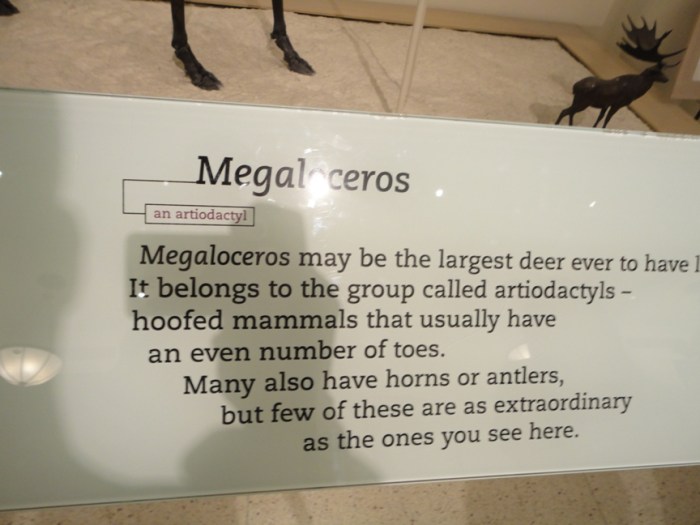 Megaloceros
an artiodactyl
Megaloceros may be the largest deer ever to have
It belongs to the group called artiodactyls –
hoofed mammals that usually have
an even number of toes.
Many also have horns or antlers,
but few of these are as extraordinary
as the ones you see here.